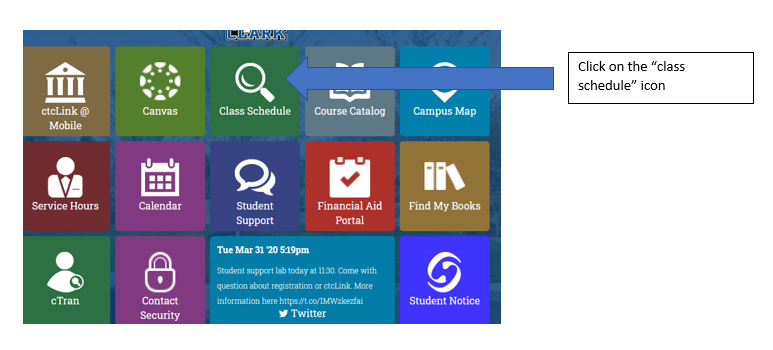 CLARK
Click on the “class
schedule” icon
ctcLink @
Mobile
Canvas
Class Schedule
Course Catalog
Campus Map
Service Hours
Calendar
Student
Support
Financial Aid
Portal
Find My Books
cTran
Contact
Security
Tue Mar 31 '20 5:19pm
Student support lab today at 11:30. Come with
question about registration or ctcLink. More
information here https://t.co/1MWzkezfai
Twitter
Student Notice